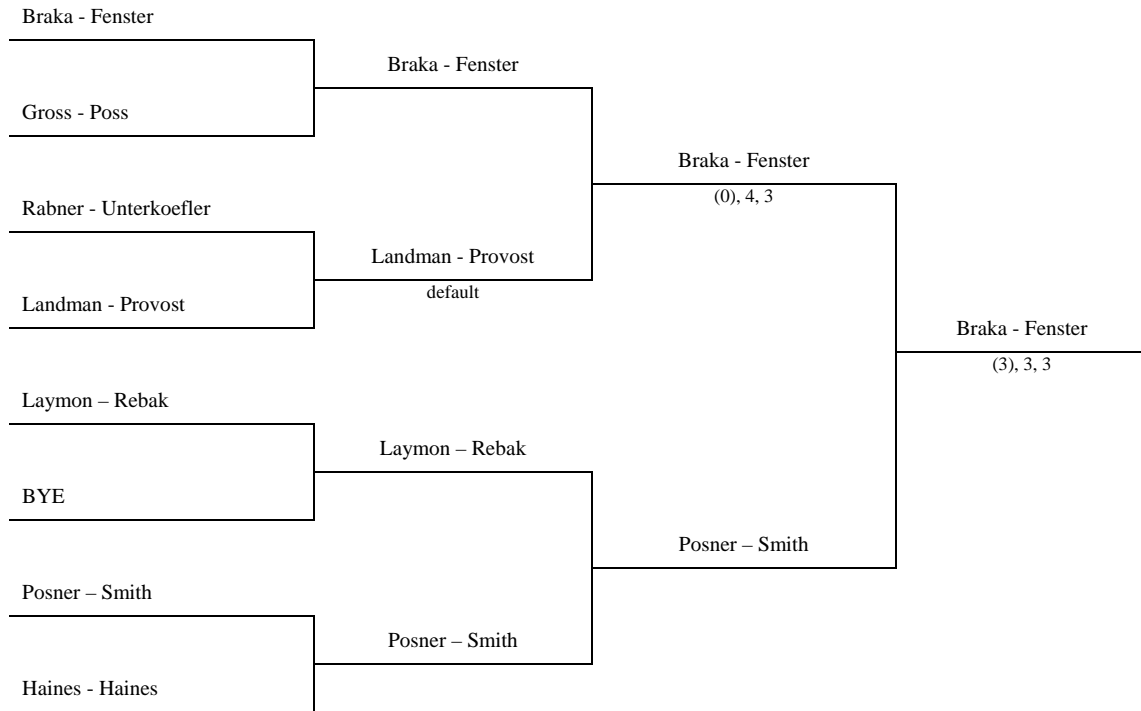 Braka - Fenster
Braka - Fenster
Gross - Poss
Braka - Fenster
(0), 4, 3
Rabner - Unterkoefler
Landman - Provost
default
Landman - Provost
Braka - Fenster
(3), 3, 3
Laymon – Rebak
Laymon – Rebak
BYE
Posner – Smith
Posner – Smith
Posner – Smith
Haines - Haines